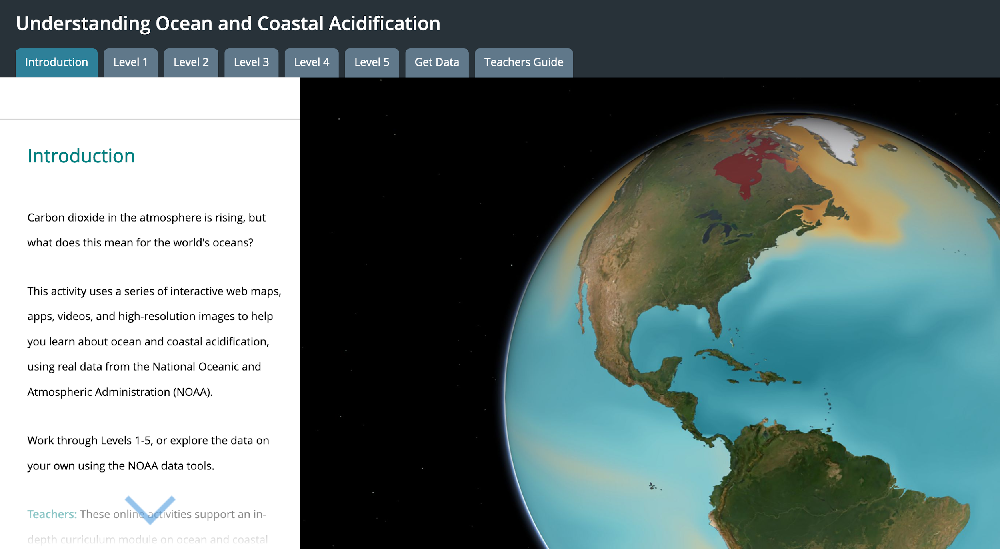 Understanding Ocean and Coastal Acidification
Introduction
Level 1
Level 2
Level 3
Level 4
Level 5
Get Data
Teachers Guide
Introduction
Carbon dioxide in the atmosphere is rising, but
what does this mean for the world's oceans?
This activity uses a series of interactive web maps,
apps, videos, and high-resolution images to help
you learn about ocean and coastal acidification,
using real data from the National Oceanic and
Atmospheric Administration (NOAA).
Work through Levels 1-5, or explore the data on
your own using the NOAA data tools.
Teachers: These online activities support an in-
depth curriculum module on ocean and coastal